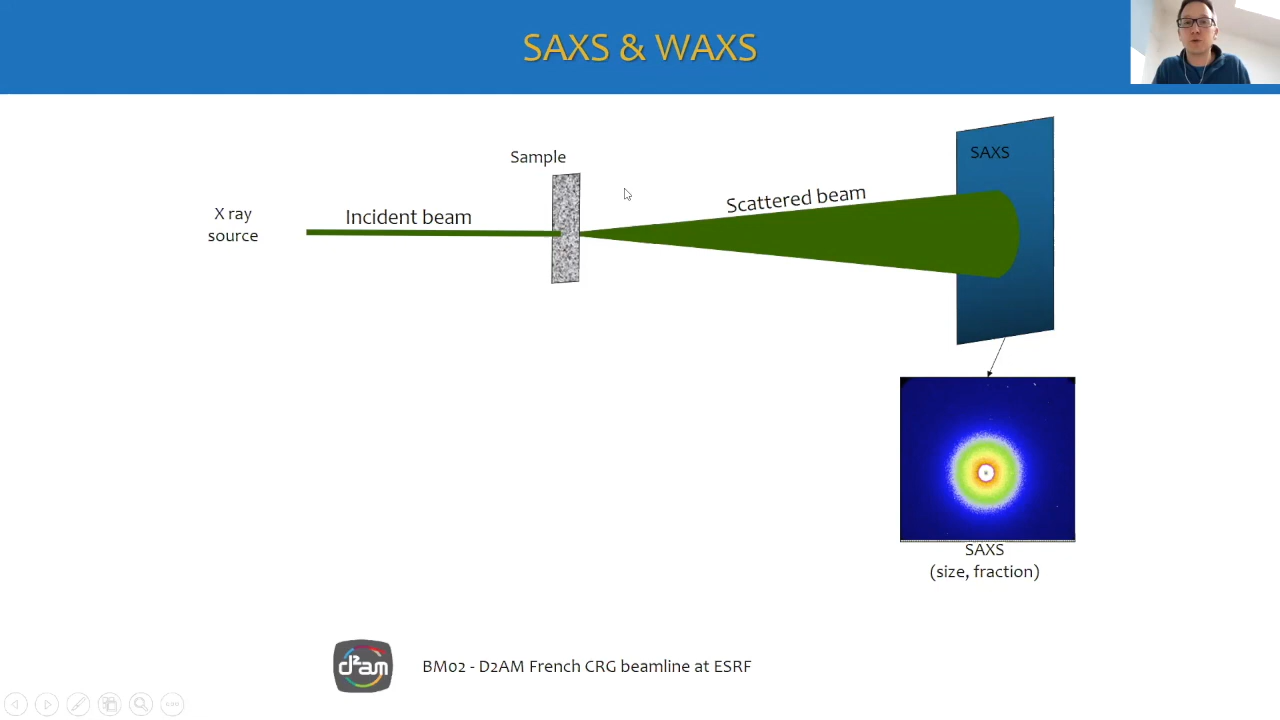 SAXS & WAXS
Sample
X ray
source
Incident beam
Scattered beam
SAXS
SAXS
(size, fraction)
d2am
BM02 - D2AM French CRG beamline at ESRF